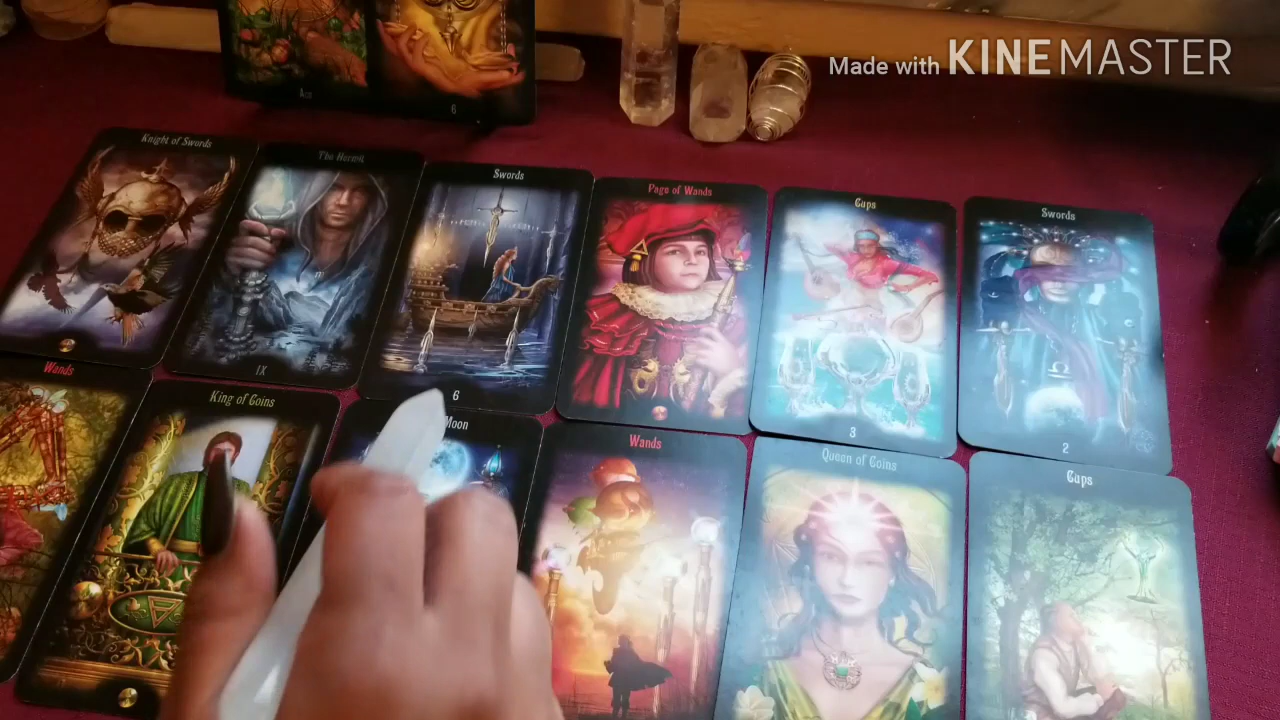 Made with KINEMASTER
6
Knight of Swords
The Hermit
IX
Swords
6
Page of Wands
Cups
3
Swords
2
Wands
King of Coins
Moon
Wands
Queen of Coins
Cups